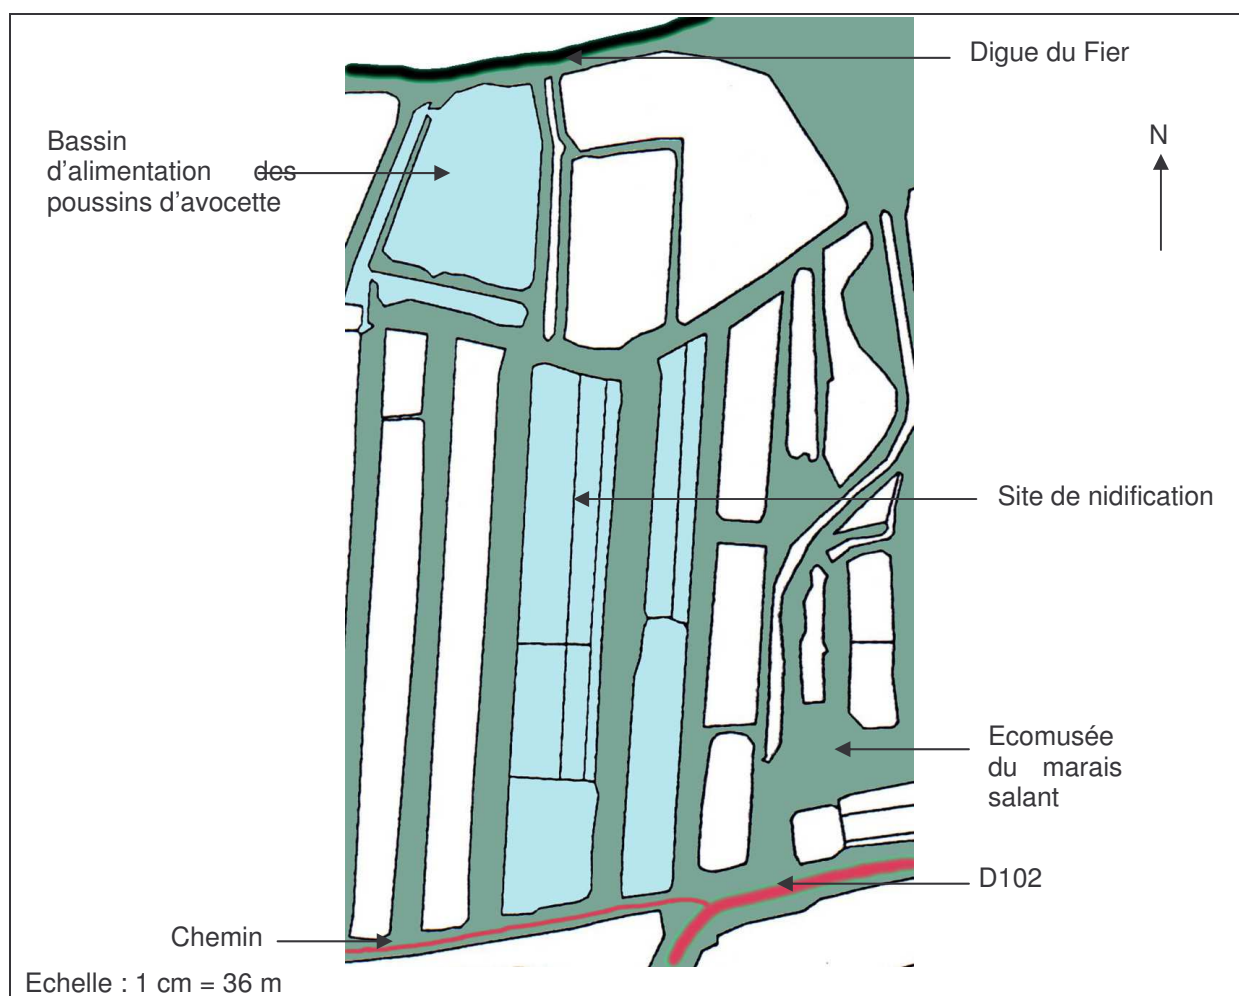 Digue du Fier
Bassin
d'alimentation des
poussins d'avocette
N
Site de nidification
Ecomusée
du marais
salant
D102
Chemin
Echelle : 1 cm = 36 m